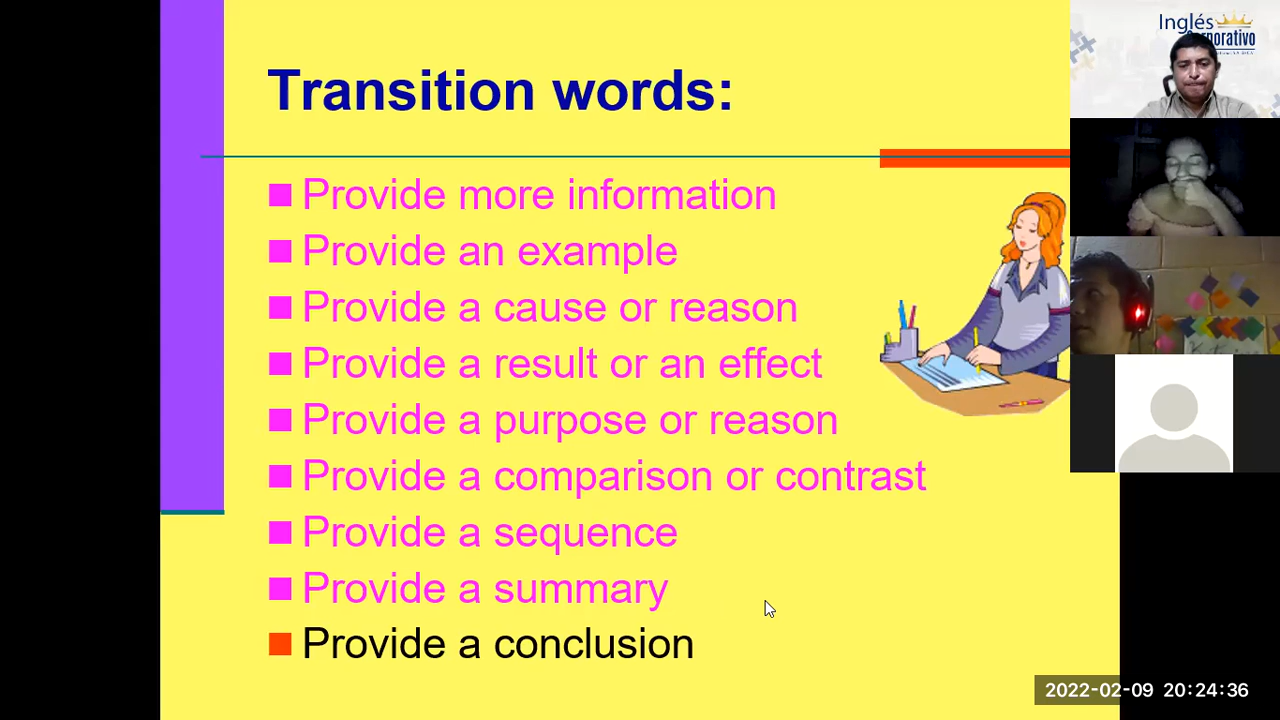 Transition words:
Provide more information
Provide an example
Provide a cause or reason
Provide a result or an effect
Provide a purpose or reason
Provide a comparison or contrast
Provide a sequence
Provide a summary
Provide a conclusion
Inglés
Corporativo
2022-02-09 20:24:36